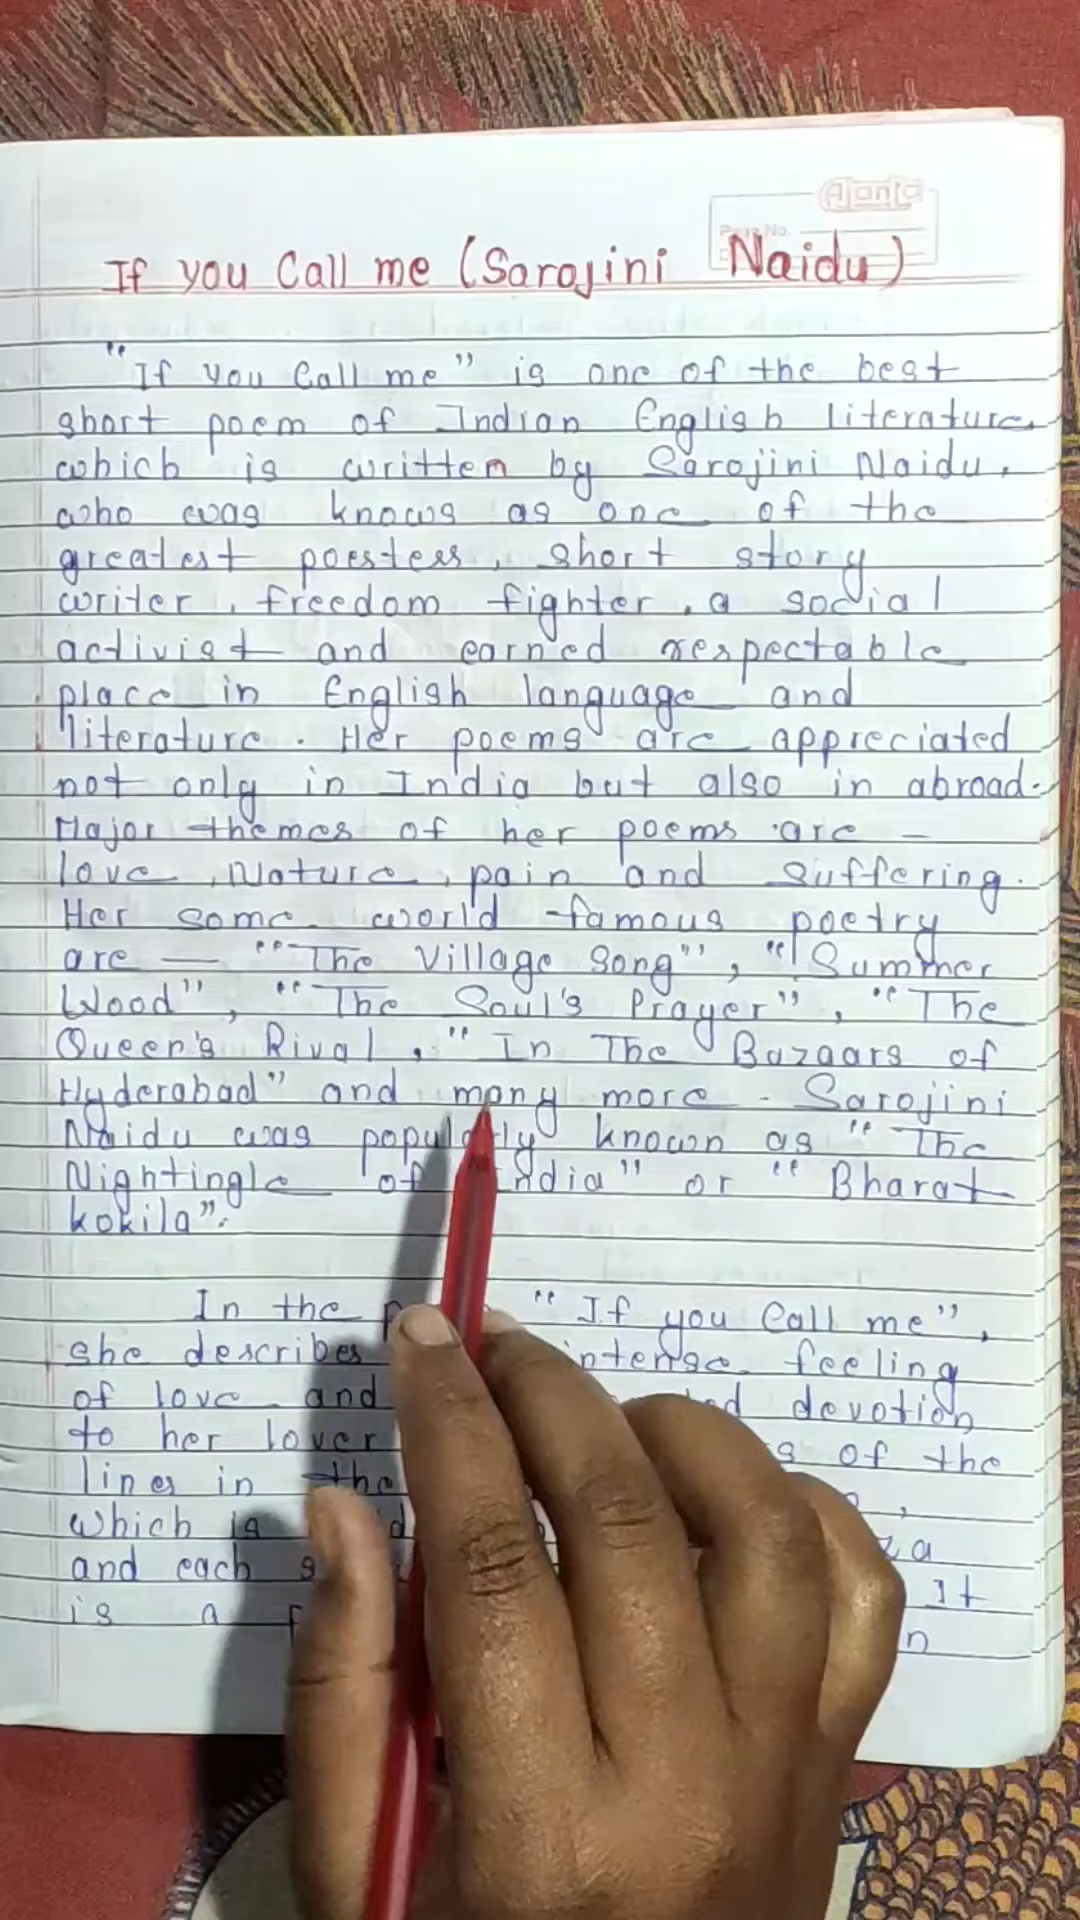 Ajanta
Page No.
If you Call me (Sarojini Naidu)
"If you Call me" is one of the best
short poem of Indian English literature
which is written by Sarojini Naidu,
who was knows as one of the
greatest poestess, short story
writer, freedom fighter, a social
activist and earned respectable
place in English language and
literature. Her poems are appreciated
not only in India but also in abroad.
Major themes of her poems are -
love, Nature, pain and suffering.
Her some world-famous poetry
are — "The Village Song", "Summer
Wood", "The Soul's Prayer", "The
Queen's Rival, "In The Bazaars of
Hyderabad" and many more. Sarojini
Naidu was popularly known as "The
Nightingle of India" or "Bharat
kokila".
In the "If you Call me",
she describes intense feeling
of love and devotion,
to her lover of the
lines in the
which is
and each
is a It